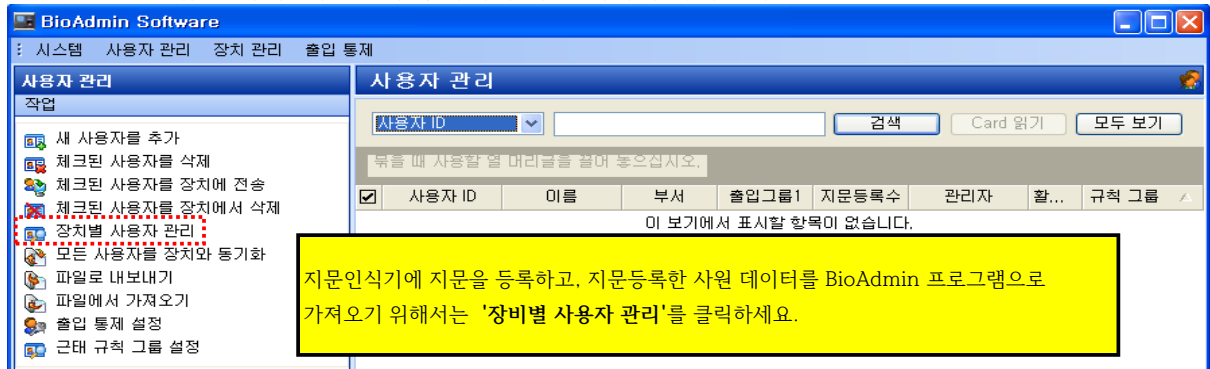 BioAdmin Software
시스템 사용자 관리 장치 관리 출입 통제
사용자 관리
작업
새 사용자를 추가
체크된 사용자를 삭제
체크된 사용자를 장치에 전송
체크된 사용자를 장치에서 삭제
장치별 사용자 관리
모든 사용자를 장치와 동기화
파일로 내보내기
파일에서 가져오기
출입 통제 설정
근태 규칙 그룹 설정
사용자 관리
사용자 ID 검색 Card 읽기 모두 보기
묶을 때 사용할 열 머리글을 끌어 놓으십시오.
사용자 ID 이름 부서 출입그룹1 지문등록수 관리자 활... 규칙 그룹
이 보기에서 표시할 항목이 없습니다.
지문인식기에 지문을 등록하고, 지문등록한 사원 데이터를 BioAdmin 프로그램으로
가져오기 위해서는 '장비별 사용자 관리'를 클릭하세요.